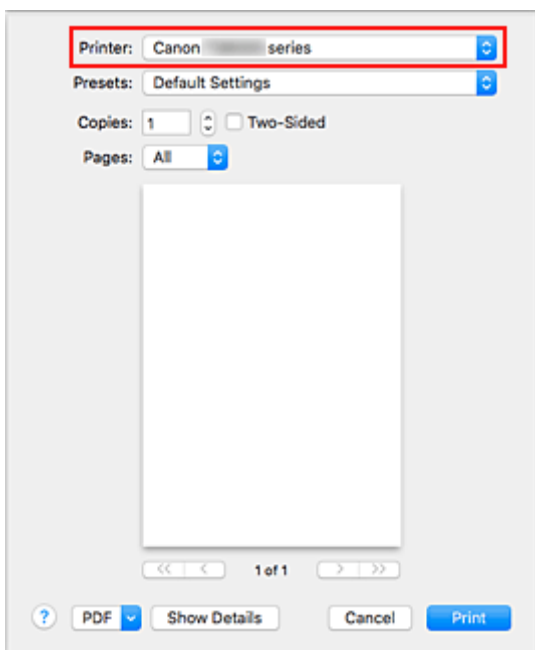 Printer: Canon series
Presets: Default Settings
Copies: 1 Two-Sided
Pages: All
<< < 1 of 1 > >>
? PDF Show Details Cancel Print